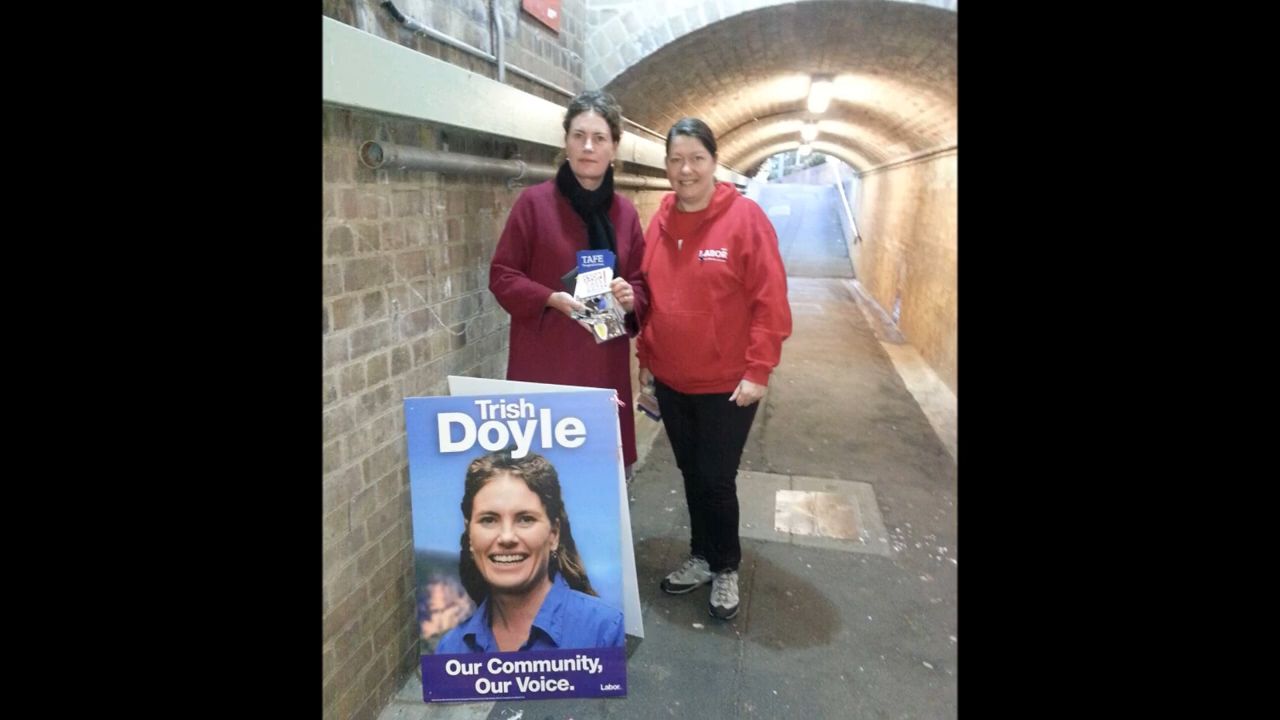 TAFE
LABOR
Trish
Doyle
Our Community,
Our Voice.
Labor.